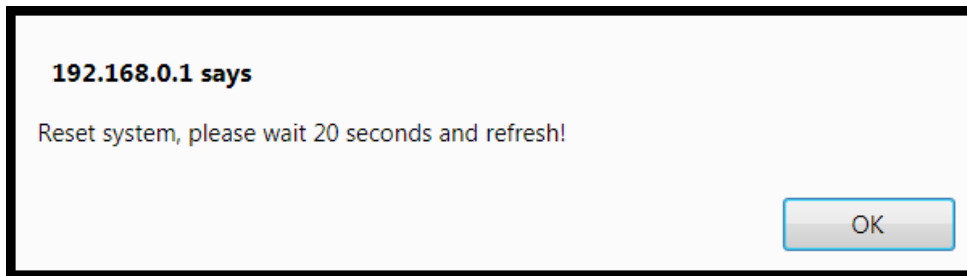 192.168.0.1 says
Reset system, please wait 20 seconds and refresh!
OK